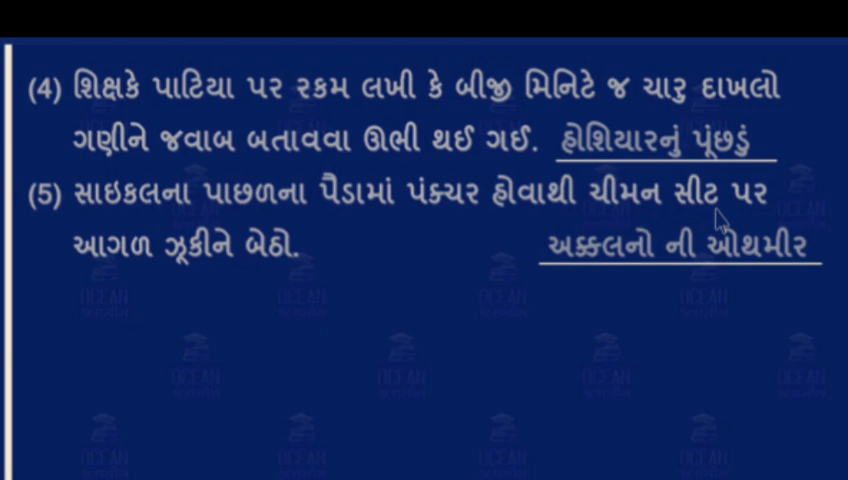 (4) શિક્ષકે પાટિયા પર રકમ લખી કે બીજી મિનિટે જ ચારુ દાખલો
ગણીને જવાબ બતાવવા ઊભી થઈ ગઈ. હોશિયારનું પૂંછડું
(5) સાઇકલના પાછળના પૈડામાં પંક્ચર હોવાથી ચીમન સીટ પર
આગળ ઝૂકીને બેઠો. અક્કલનો ની ઓથમીર